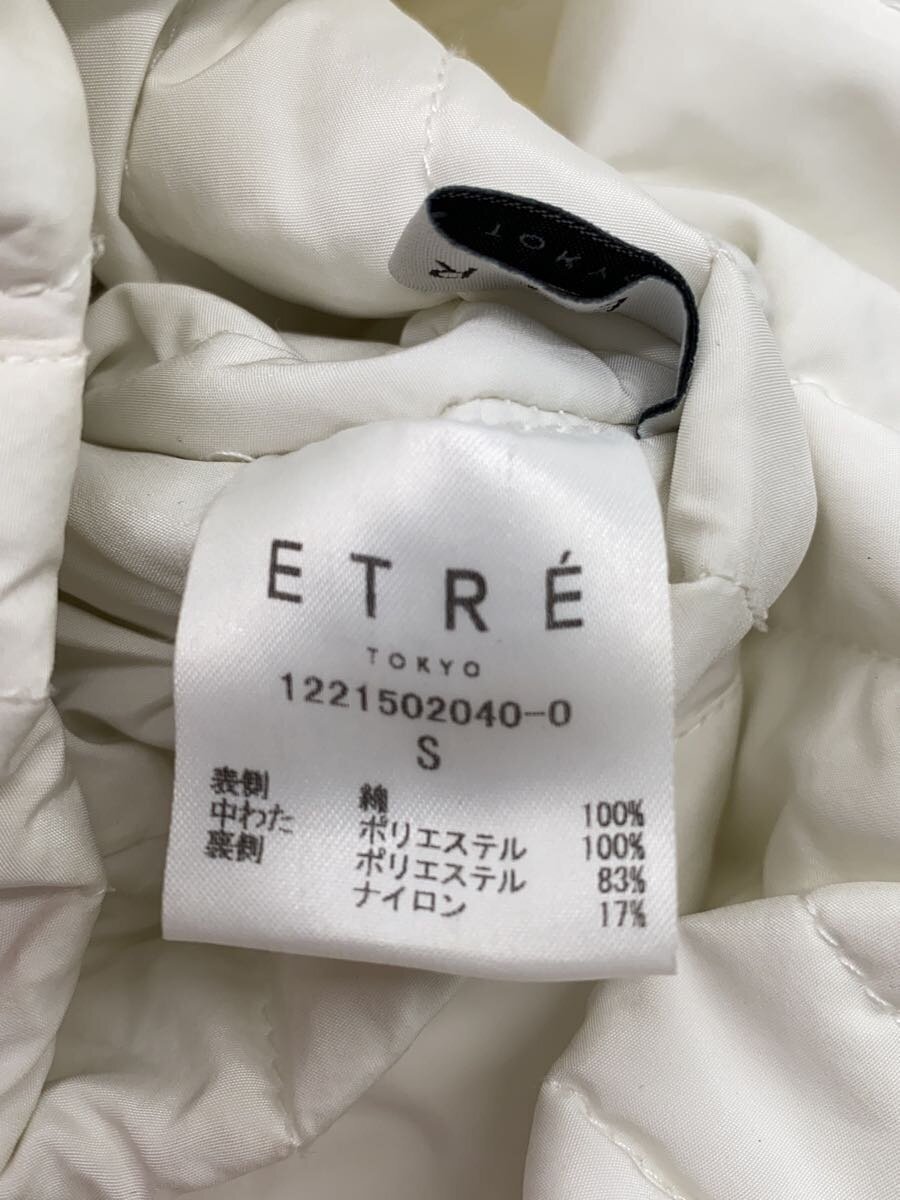 ETRÉ
TOKYO
1221502040-0
S
表側 綿 100%
中わた ポリエステル 100%
裏側 ポリエステル 83%
ナイロン 17%